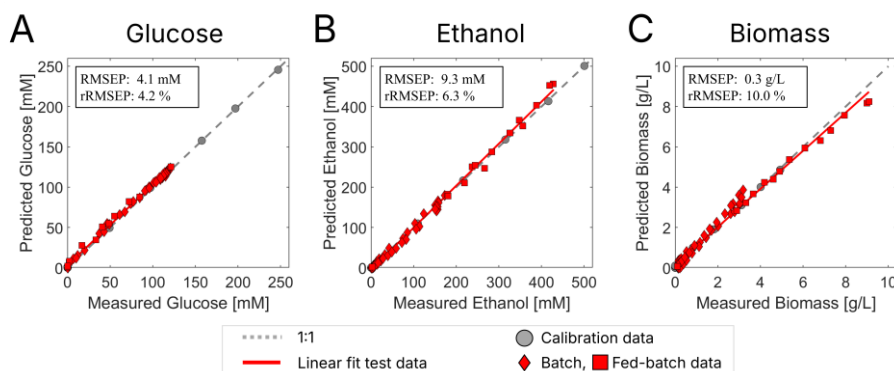 A Glucose
RMSEP: 4.1 mM
rRMSEP: 4.2 %
Predicted Glucose [mM]
250
200
150
100
50
0
0 50 100 150 200 250
Measured Glucose [mM]
B Ethanol
RMSEP: 9.3 mM
rRMSEP: 6.3 %
Predicted Ethanol [mM]
500
400
300
200
100
0
0 100 200 300 400 500
Measured Ethanol [mM]
C Biomass
RMSEP: 0.3 g/L
rRMSEP: 10.0 %
Predicted Biomass [g/L]
10
8
6
4
2
0
0 2 4 6 8 10
Measured Biomass [g/L]
1:1
Calibration data
Linear fit test data
Batch, Fed-batch data